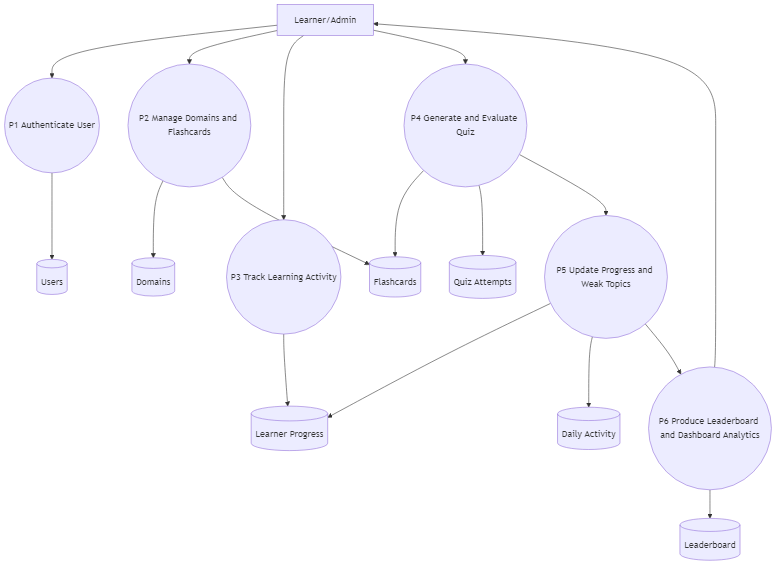 Learner/Admin
P1 Authenticate User
P2 Manage Domains and
Flashcards
P4 Generate and Evaluate
Quiz
P3 Track Learning Activity
P5 Update Progress and
Weak Topics
Users
Domains
Flashcards
Quiz Attempts
P6 Produce Leaderboard
and Dashboard Analytics
Learner Progress
Daily Activity
Leaderboard